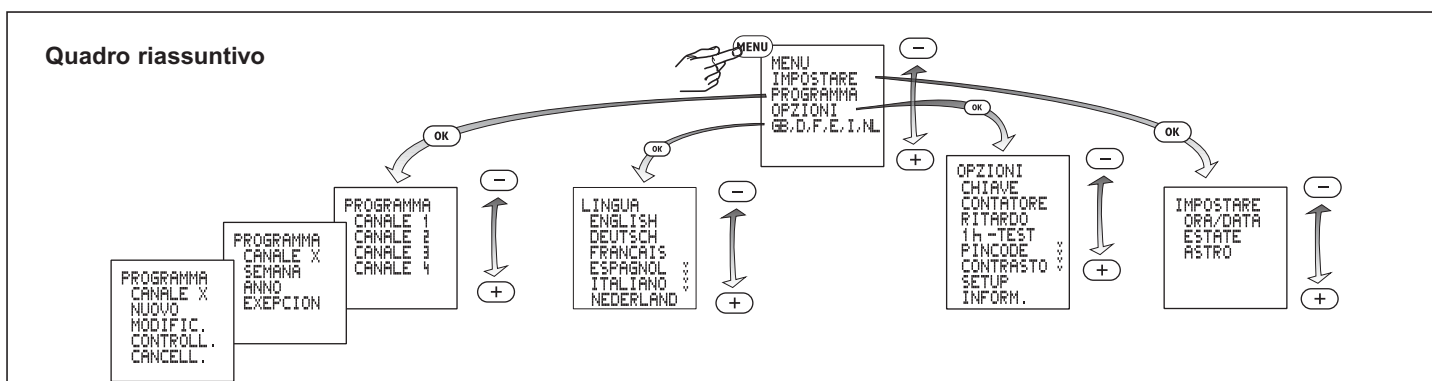 Quadro riassuntivo
MENU
MENU
IMPOSTARE
PROGRAMMA
OPZIONI
GB,D,F,E,I,NL
−
+
OK
OK
OK
OK
PROGRAMMA
CANALE X
NUOVO
MODIFIC.
CONTROLL.
CANCELL.
PROGRAMMA
CANALE X
SEMANA
ANNO
EXEPCION
PROGRAMMA
CANALE 1
CANALE 2
CANALE 3
CANALE 4
−
+
LINGUA
ENGLISH
DEUTSCH
FRANCAIS
ESPAGNOL
ITALIANO
NEDERLAND
−
+
OPZIONI
CHIAVE
CONTATORE
RITARDO
1h-TEST
PINCODE
CONTRASTO
SETUP
INFORM.
−
+
IMPOSTARE
ORA/DATA
ESTATE
ASTRO
−
+